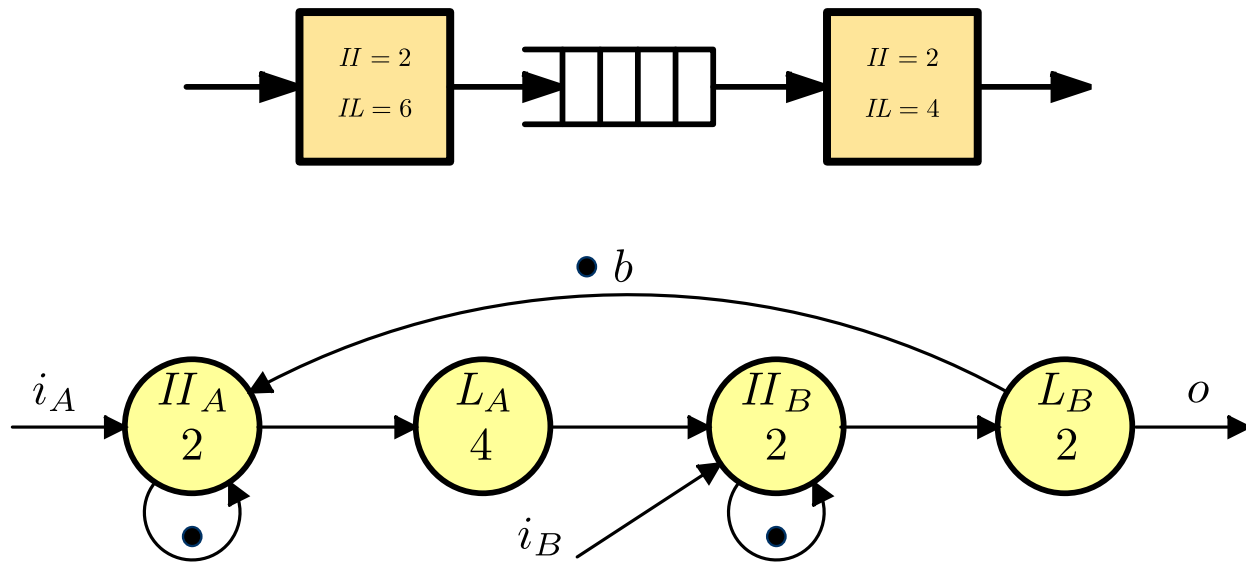 II = 2
IL = 6
II = 2
IL = 4
b
i_A
II_A
2
L_A
4
II_B
2
L_B
2
o
i_B